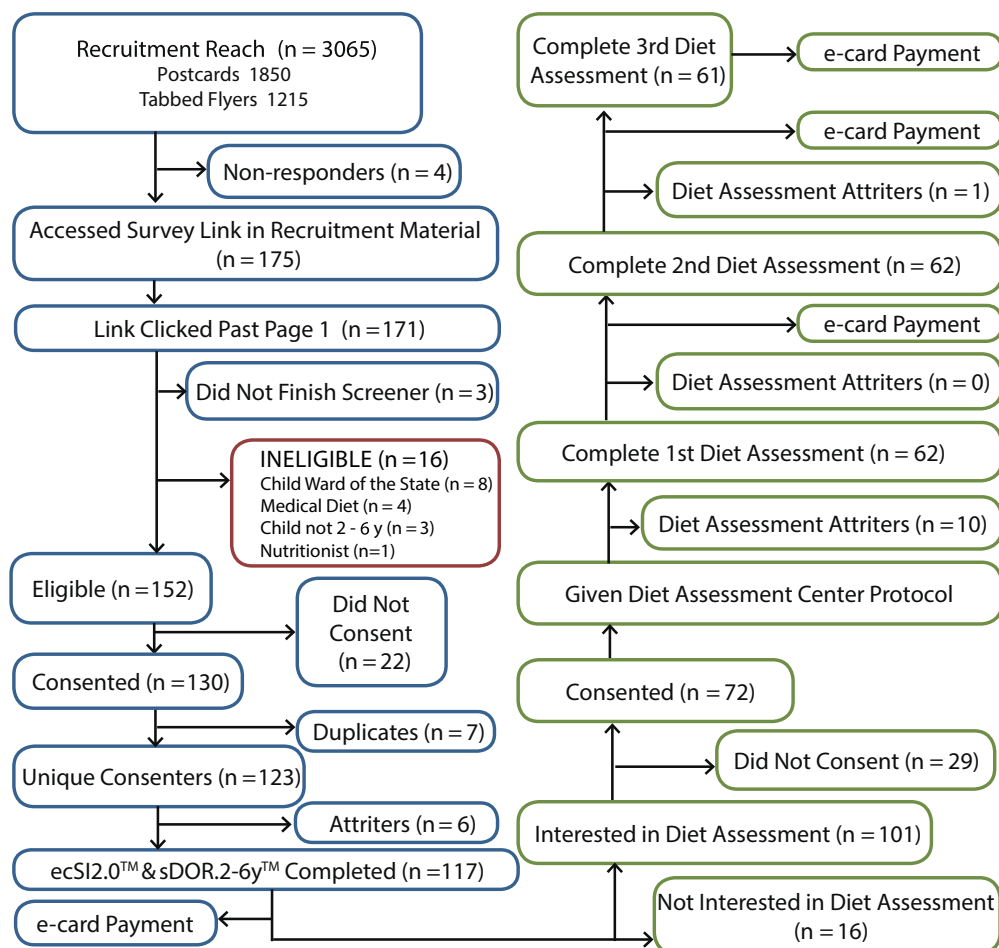 Recruitment Reach (n = 3065)
Postcards 1850
Tabbed Flyers 1215
Non-responders (n = 4)
Accessed Survey Link in Recruitment Material
(n = 175)
Link Clicked Past Page 1 (n = 171)
Did Not Finish Screener (n = 3)
INELIGIBLE (n = 16)
Child Ward of the State (n = 8)
Medical Diet (n = 4)
Child not 2 - 6 y (n = 3)
Nutritionist (n=1)
Eligible (n = 152)
Did Not
Consent
(n = 22)
Consented (n = 130)
Duplicates (n = 7)
Unique Consenters (n = 123)
Attriters (n = 6)
ecSI2.0™ & sDOR.2-6y™ Completed (n =117)
e-card Payment
Complete 3rd Diet
Assessment (n = 61)
e-card Payment
e-card Payment
Diet Assessment Attriters (n = 1)
Complete 2nd Diet Assessment (n = 62)
e-card Payment
Diet Assessment Attriters (n = 0)
Complete 1st Diet Assessment (n = 62)
Diet Assessment Attriters (n = 10)
Given Diet Assessment Center Protocol
Consented (n = 72)
Did Not Consent (n = 29)
Interested in Diet Assessment (n = 101)
Not Interested in Diet Assessment
(n = 16)